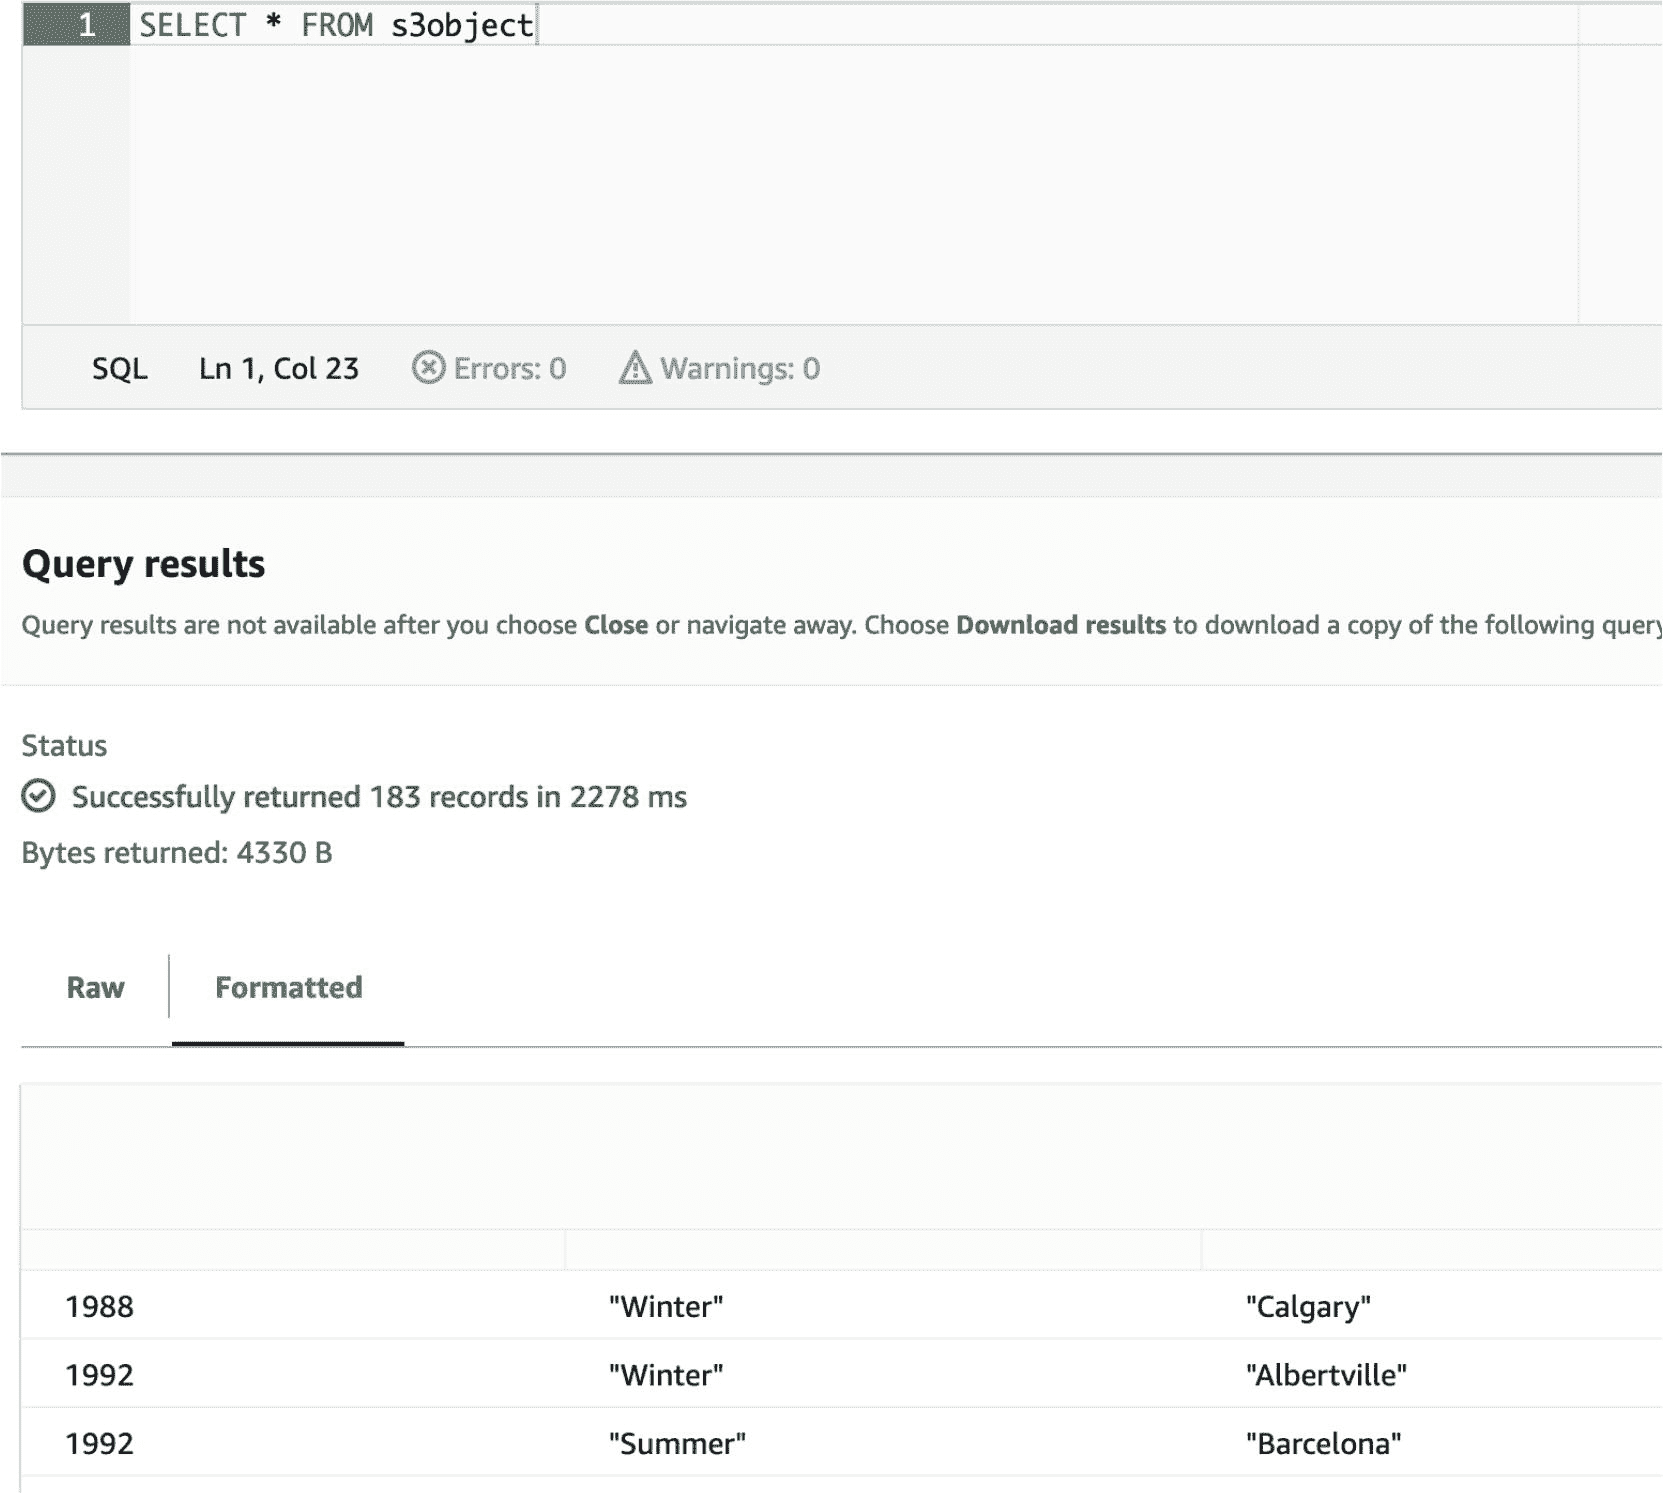 1 SELECT * FROM s3object
SQL Ln 1, Col 23 Errors: 0 Warnings: 0
Query results
Query results are not available after you choose Close or navigate away. Choose Download results to download a copy of the following query
Status
Successfully returned 183 records in 2278 ms
Bytes returned: 4330 B
Raw Formatted
1988 "Winter" "Calgary"
1992 "Winter" "Albertville"
1992 "Summer" "Barcelona"